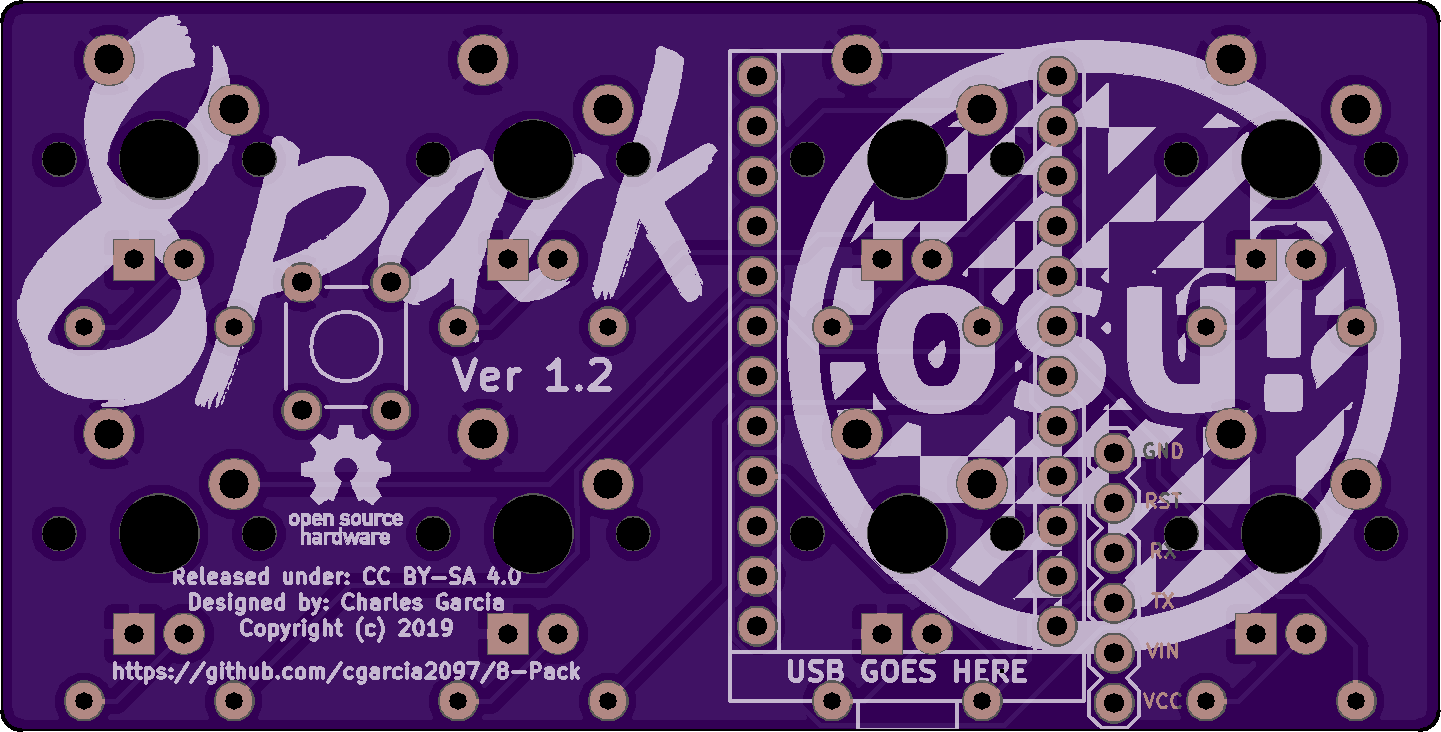 8pack
Ver 1.2
open source
hardware
Released under: CC BY-SA 4.0
Designed by: Charles Garcia
Copyright (c) 2019
https://github.com/cgarcia2097/8-Pack
osu!
USB GOES HERE
GND
RST
RX
TX
VIN
VCC